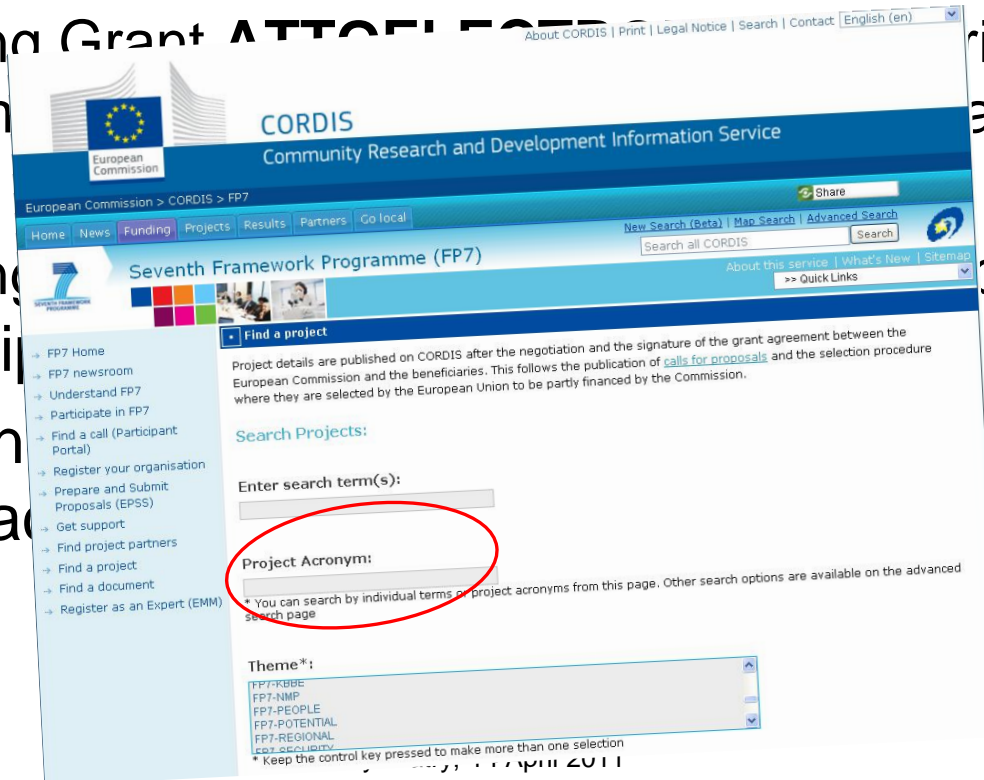 ng Grant ATTOELECTRO
About CORDIS | Print | Legal Notice | Search | Contact English (en)
European
Commission
CORDIS
Community Research and Development Information Service
European Commission > CORDIS > FP7
Share
Home News Funding Projects Results Partners Go local
New Search (Beta) | Map Search | Advanced Search
Search all CORDIS Search
7
SEVENTH FRAMEWORK
PROGRAMME
Seventh Framework Programme (FP7)
About this service | What's New | Sitemap
>> Quick Links
→ FP7 Home
→ FP7 newsroom
→ Understand FP7
→ Participate in FP7
→ Find a call (Participant
Portal)
→ Register your organisation
→ Prepare and Submit
Proposals (EPSS)
→ Get support
→ Find project partners
→ Find a project
→ Find a document
→ Register as an Expert (EMM)
Find a project
Project details are published on CORDIS after the negotiation and the signature of the grant agreement between the
European Commission and the beneficiaries. This follows the publication of calls for proposals and the selection procedure
where they are selected by the European Union to be partly financed by the Commission.
Search Projects:
Enter search term(s):
Project Acronym:
* You can search by individual terms or project acronyms from this page. Other search options are available on the advanced
search page
Theme*:
FP7-KBBE
FP7-NMP
FP7-PEOPLE
FP7-POTENTIAL
FP7-REGIONAL
FP7-SECURITY
* Keep the control key pressed to make more than one selection
April 2011